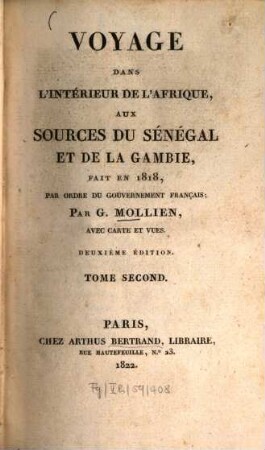 VOYAGE
DANS
L'INTÉRIEUR DE L'AFRIQUE,
AUX
SOURCES DU SÉNÉGAL
ET DE LA GAMBIE,
FAIT EN 1818,
PAR ORDRE DU GOUVERNEMENT FRANÇAIS;
PAR G. MOLLIEN,
AVEC CARTE ET VUES.
DEUXIÈME ÉDITION.
TOME SECOND.
PARIS,
CHEZ ARTHUS BERTRAND, LIBRAIRE,
RUE HAUTEFEUILLE, N.º 23.
1822.